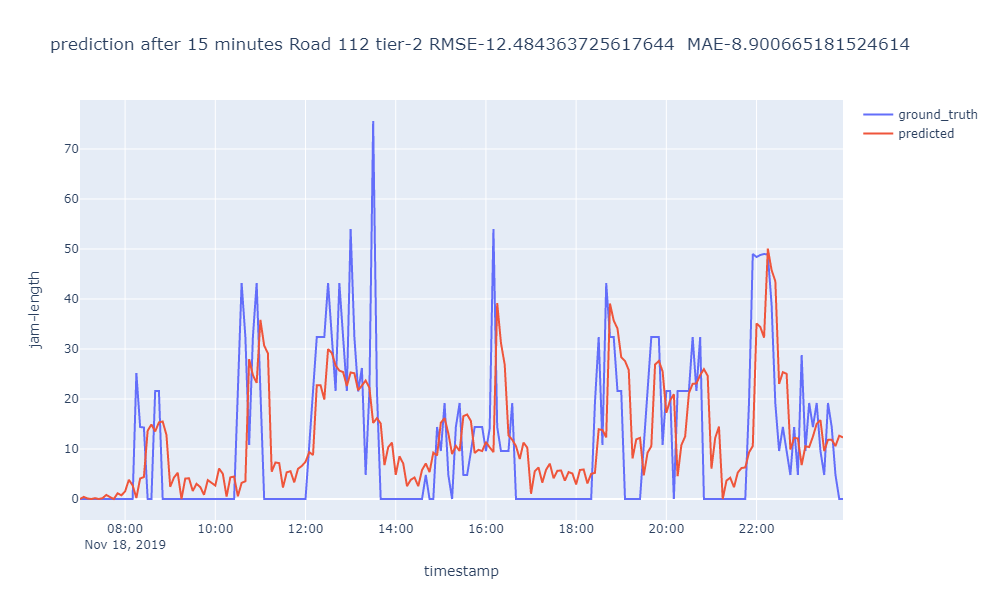 prediction after 15 minutes Road 112 tier-2 RMSE-12.484363725617644  MAE-8.900665181524614
ground_truth
predicted
70
60
50
40
30
20
10
0
jam-length
08:00 10:00 12:00 14:00 16:00 18:00 20:00 22:00
Nov 18, 2019
timestamp